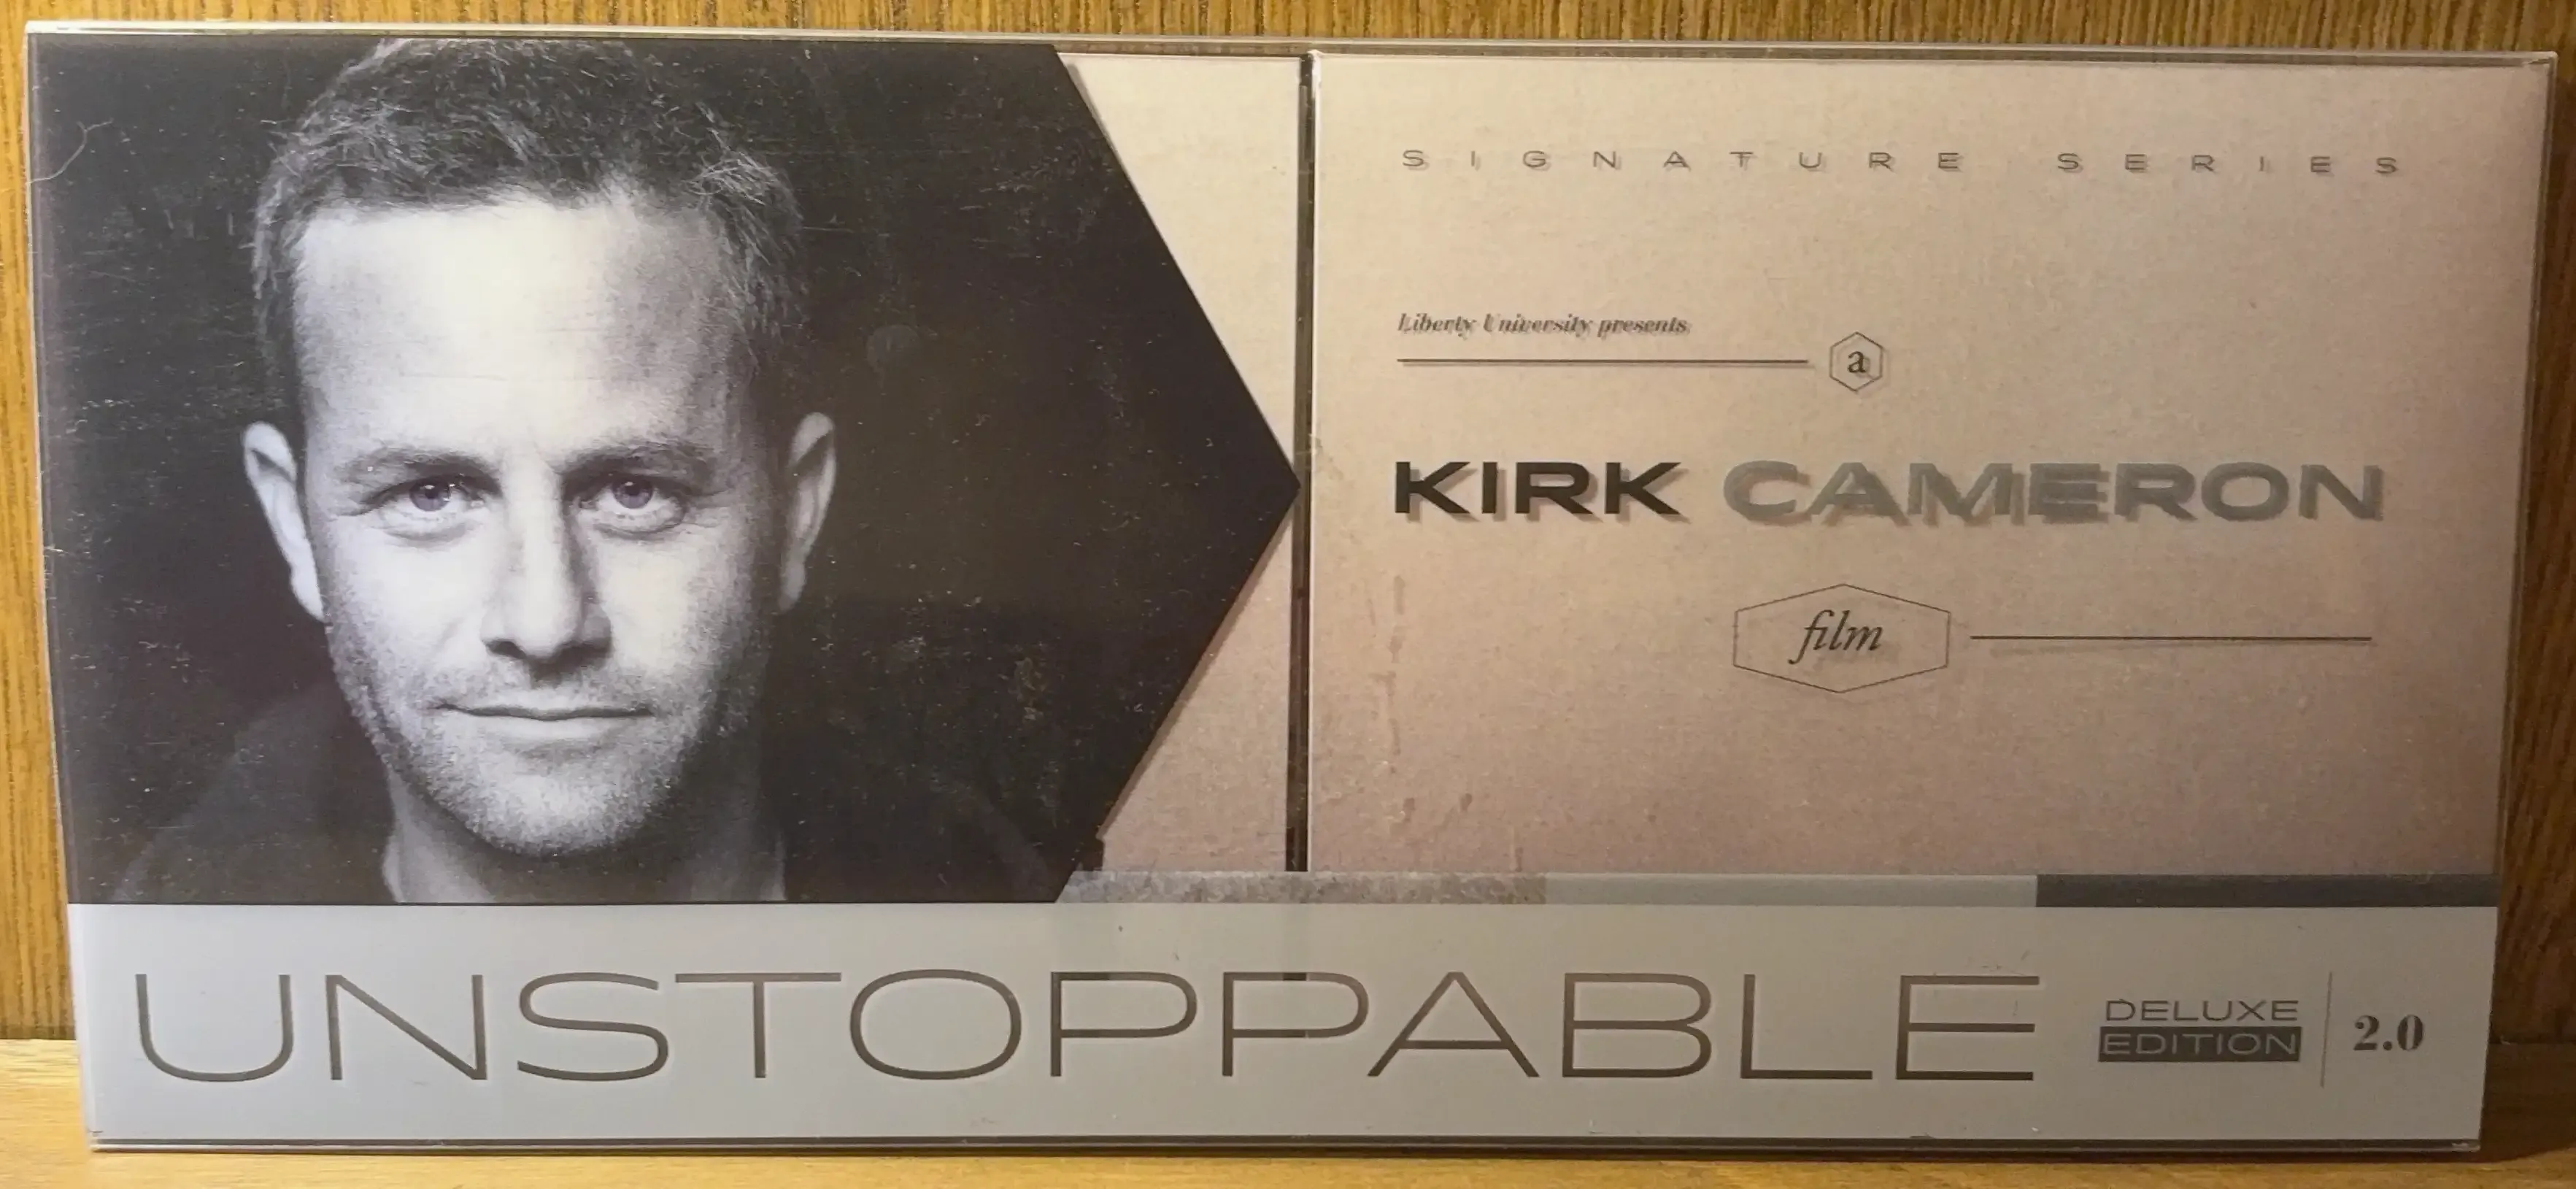 SIGNATURE SERIES
Liberty University presents
a
KIRK CAMERON
film
UNSTOPPABLE
DELUXE
EDITION
2.0